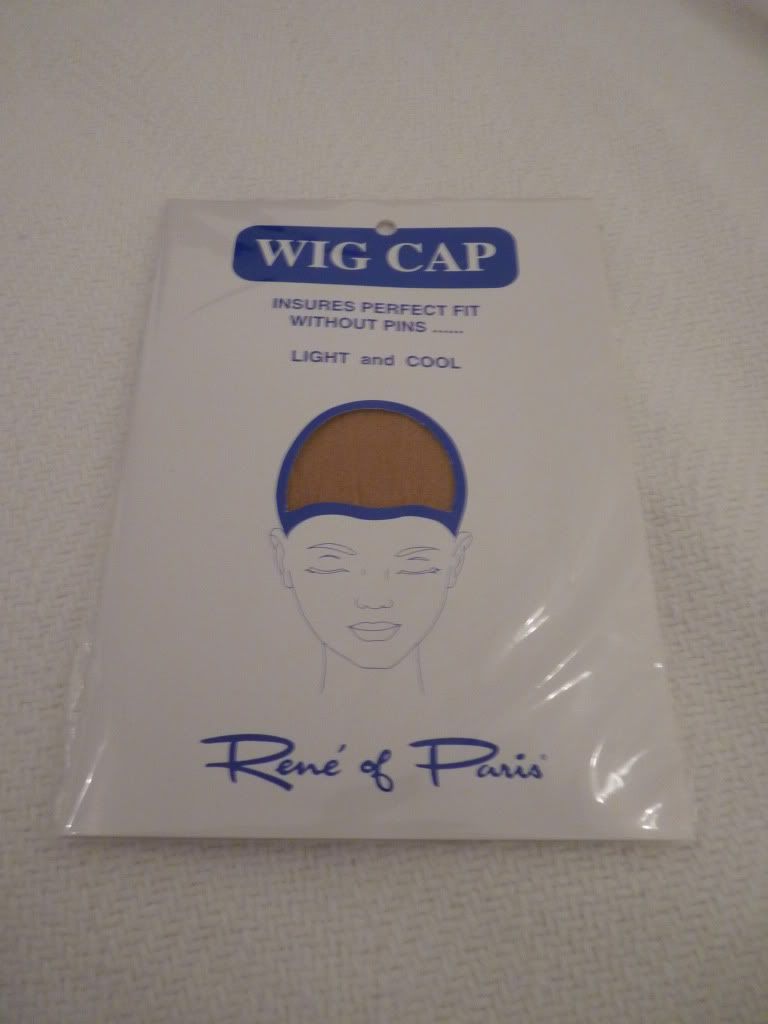 WIG CAP
INSURES PERFECT FIT
WITHOUT PINS ......
LIGHT and COOL
René of Paris